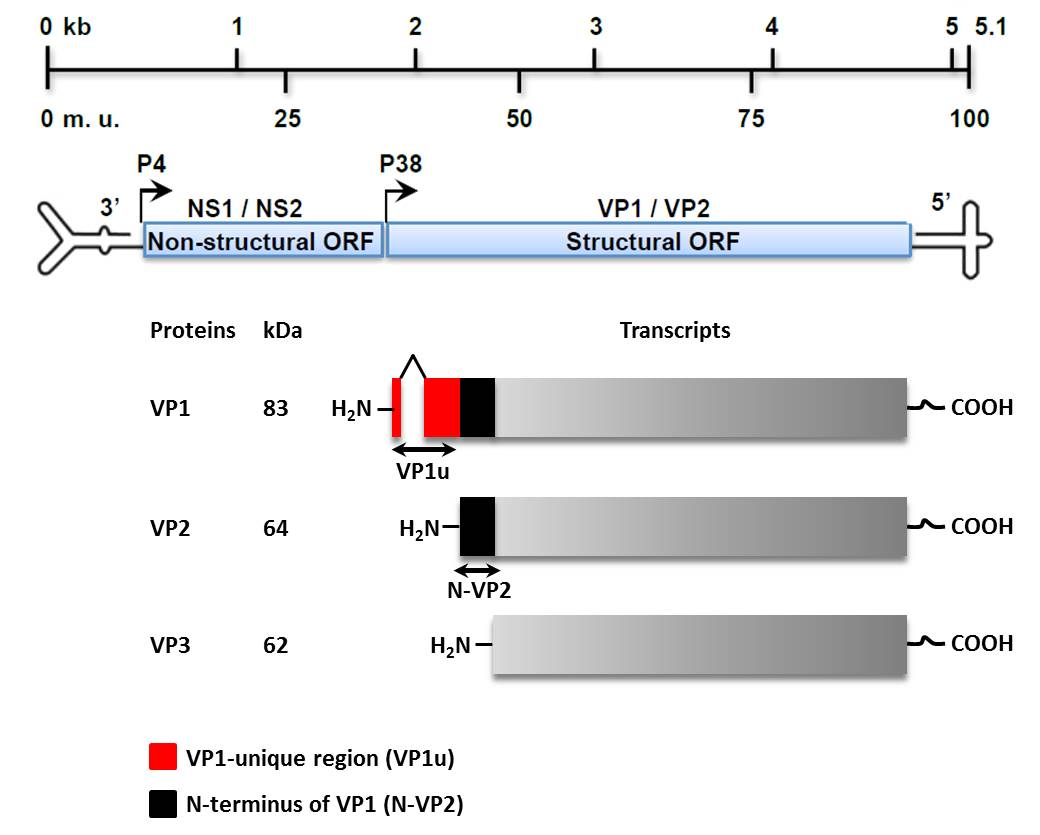 0 kb 1 2 3 4 5 5.1
0 m. u. 25 50 75 100
P4 P38
3’ NS1 / NS2 VP1 / VP2 5’
Non-structural ORF Structural ORF
Proteins kDa Transcripts
VP1 83 H2N COOH
VP1u
VP2 64 H2N COOH
N-VP2
VP3 62 H2N COOH
VP1-unique region (VP1u)
N-terminus of VP1 (N-VP2)